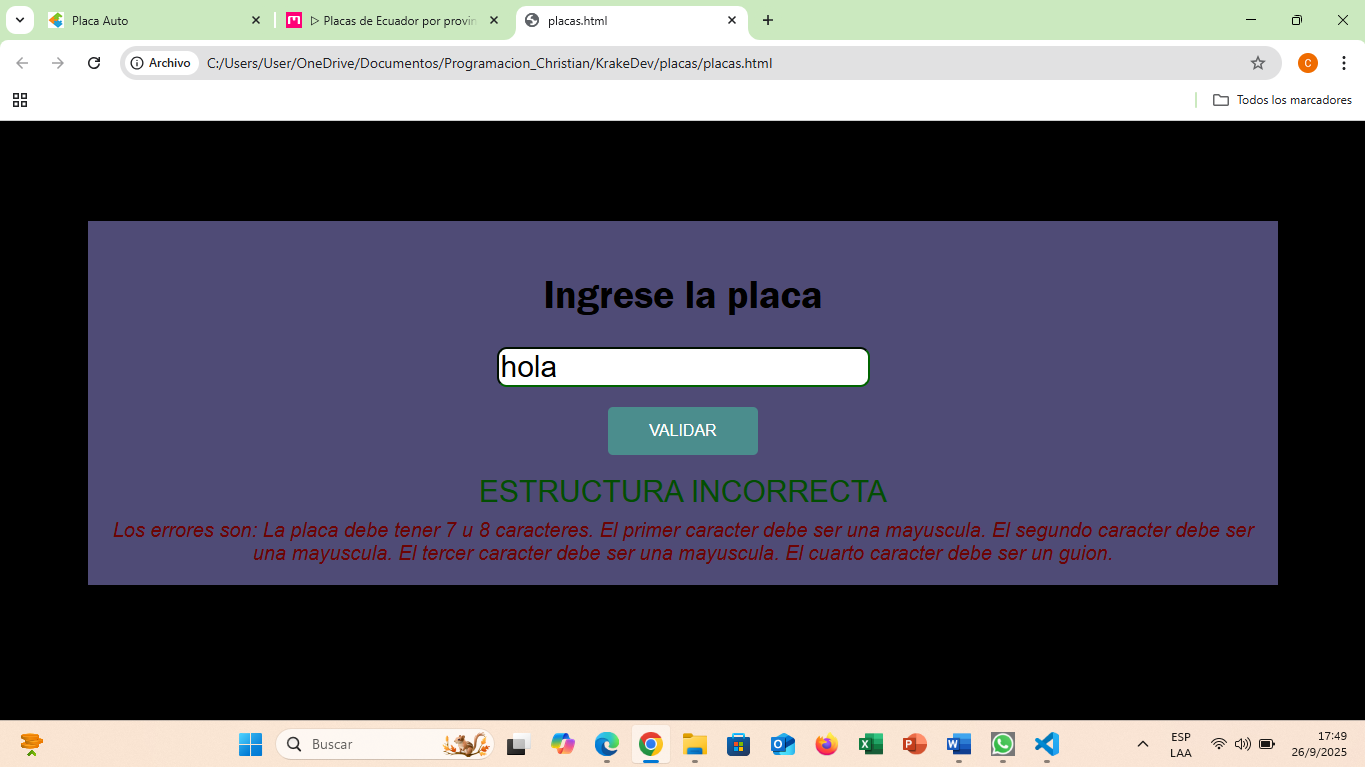 Placa Auto
▷ Placas de Ecuador por provin
placas.html
Archivo
C:/Users/User/OneDrive/Documentos/Programacion_Christian/KrakeDev/placas/placas.html
C
Todos los marcadores
Ingrese la placa
hola
VALIDAR
ESTRUCTURA INCORRECTA
Los errores son: La placa debe tener 7 u 8 caracteres. El primer caracter debe ser una mayuscula. El segundo caracter debe ser
una mayuscula. El tercer caracter debe ser una mayuscula. El cuarto caracter debe ser un guion.
Buscar
ESP
LAA
17:49
26/9/2025